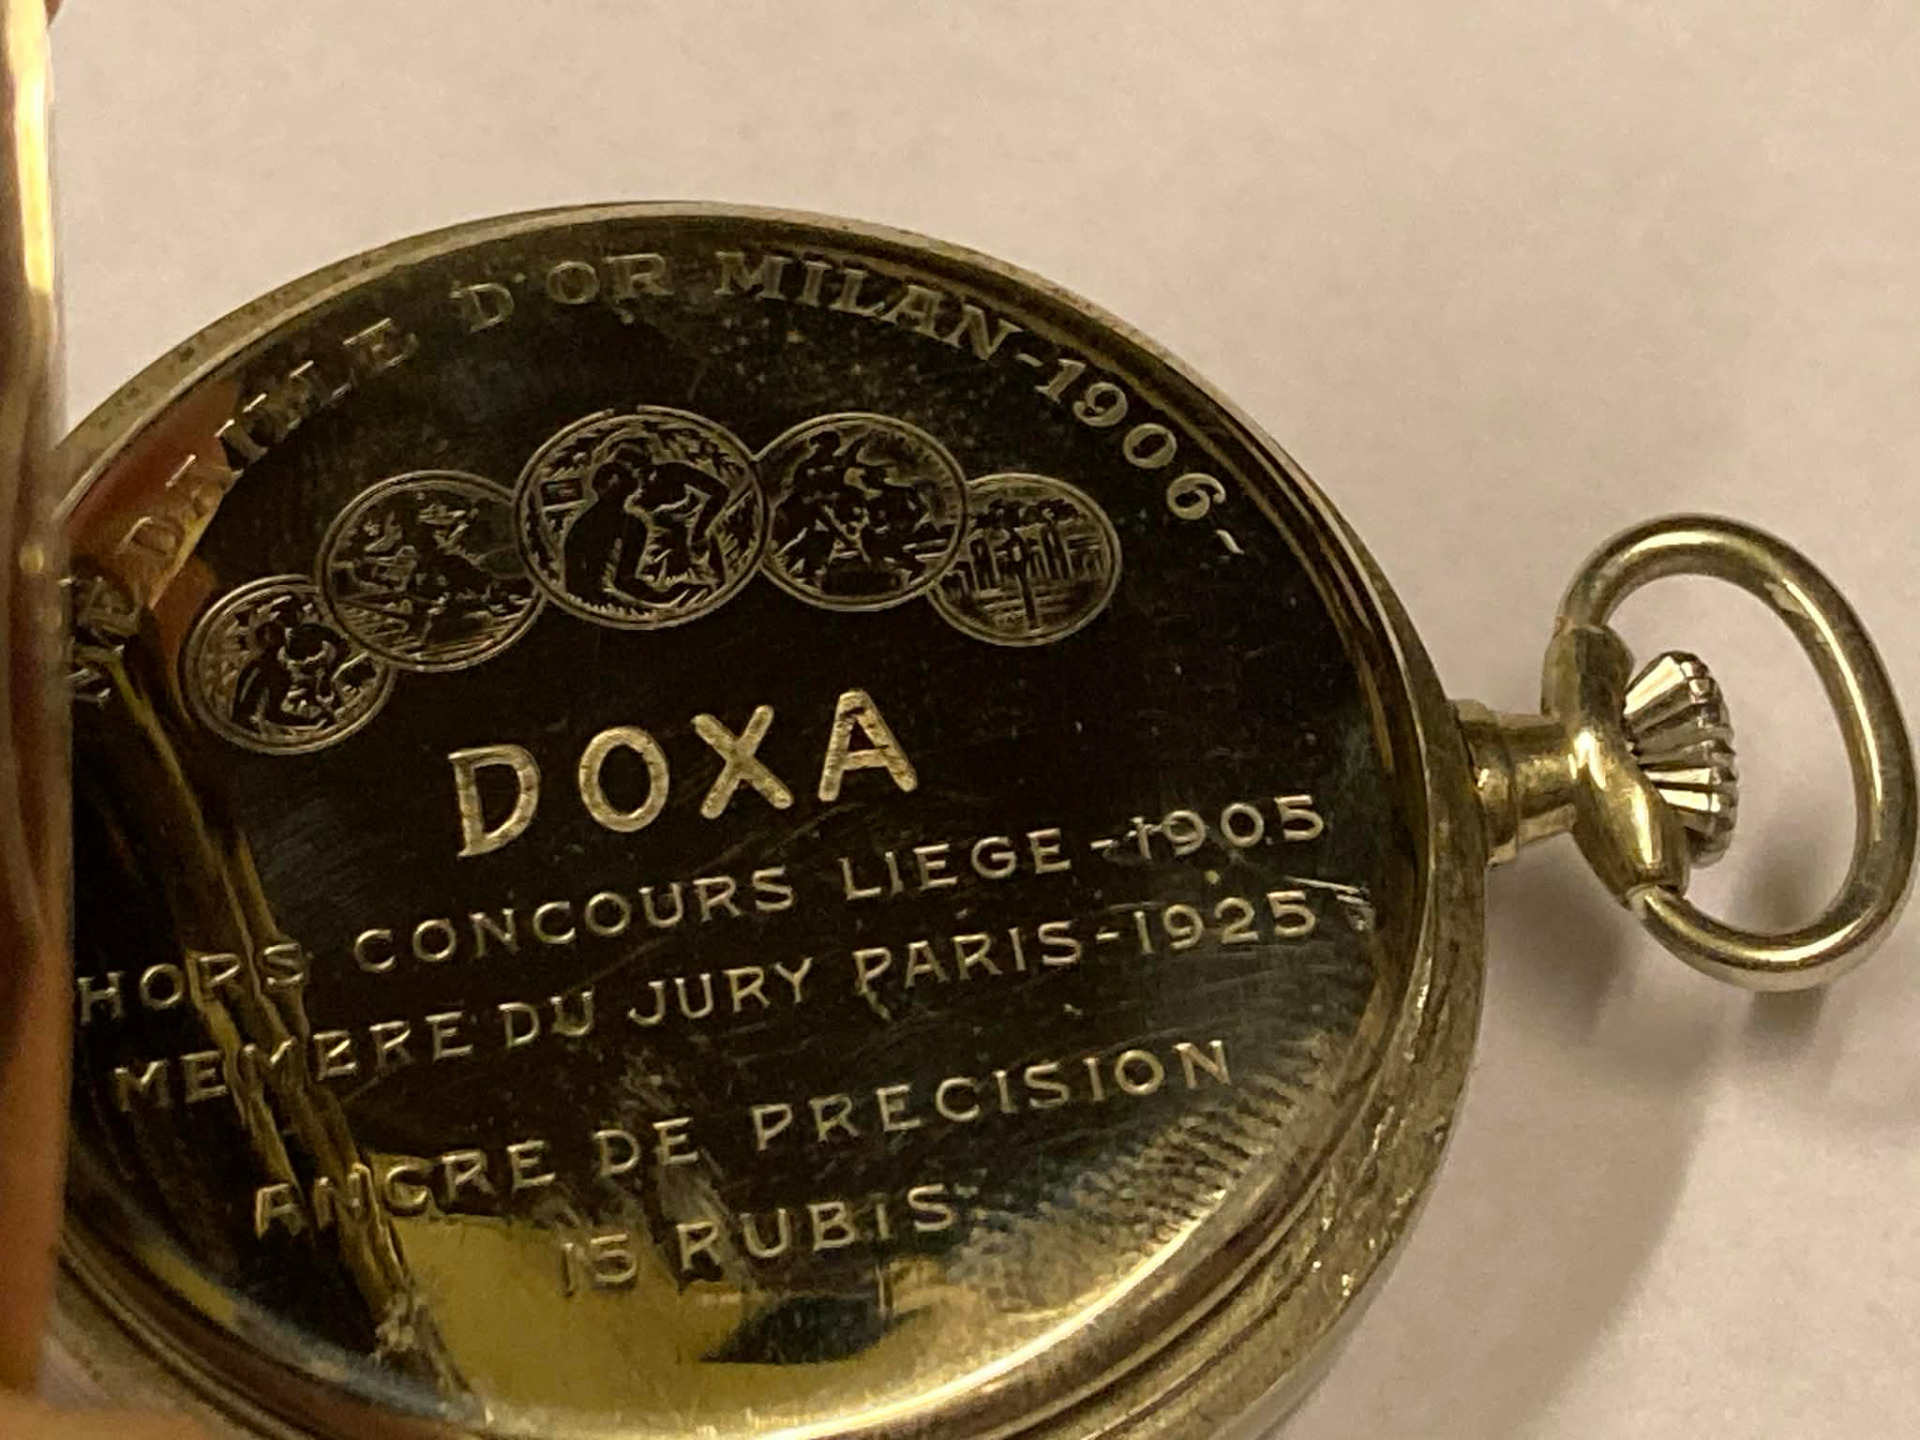 MEDAILLE D'OR MILAN-1906-
DOXA
HORS CONCOURS LIEGE-1905
MEMBRE DU JURY PARIS-1925
ANCRE DE PRECISION
15 RUBIS